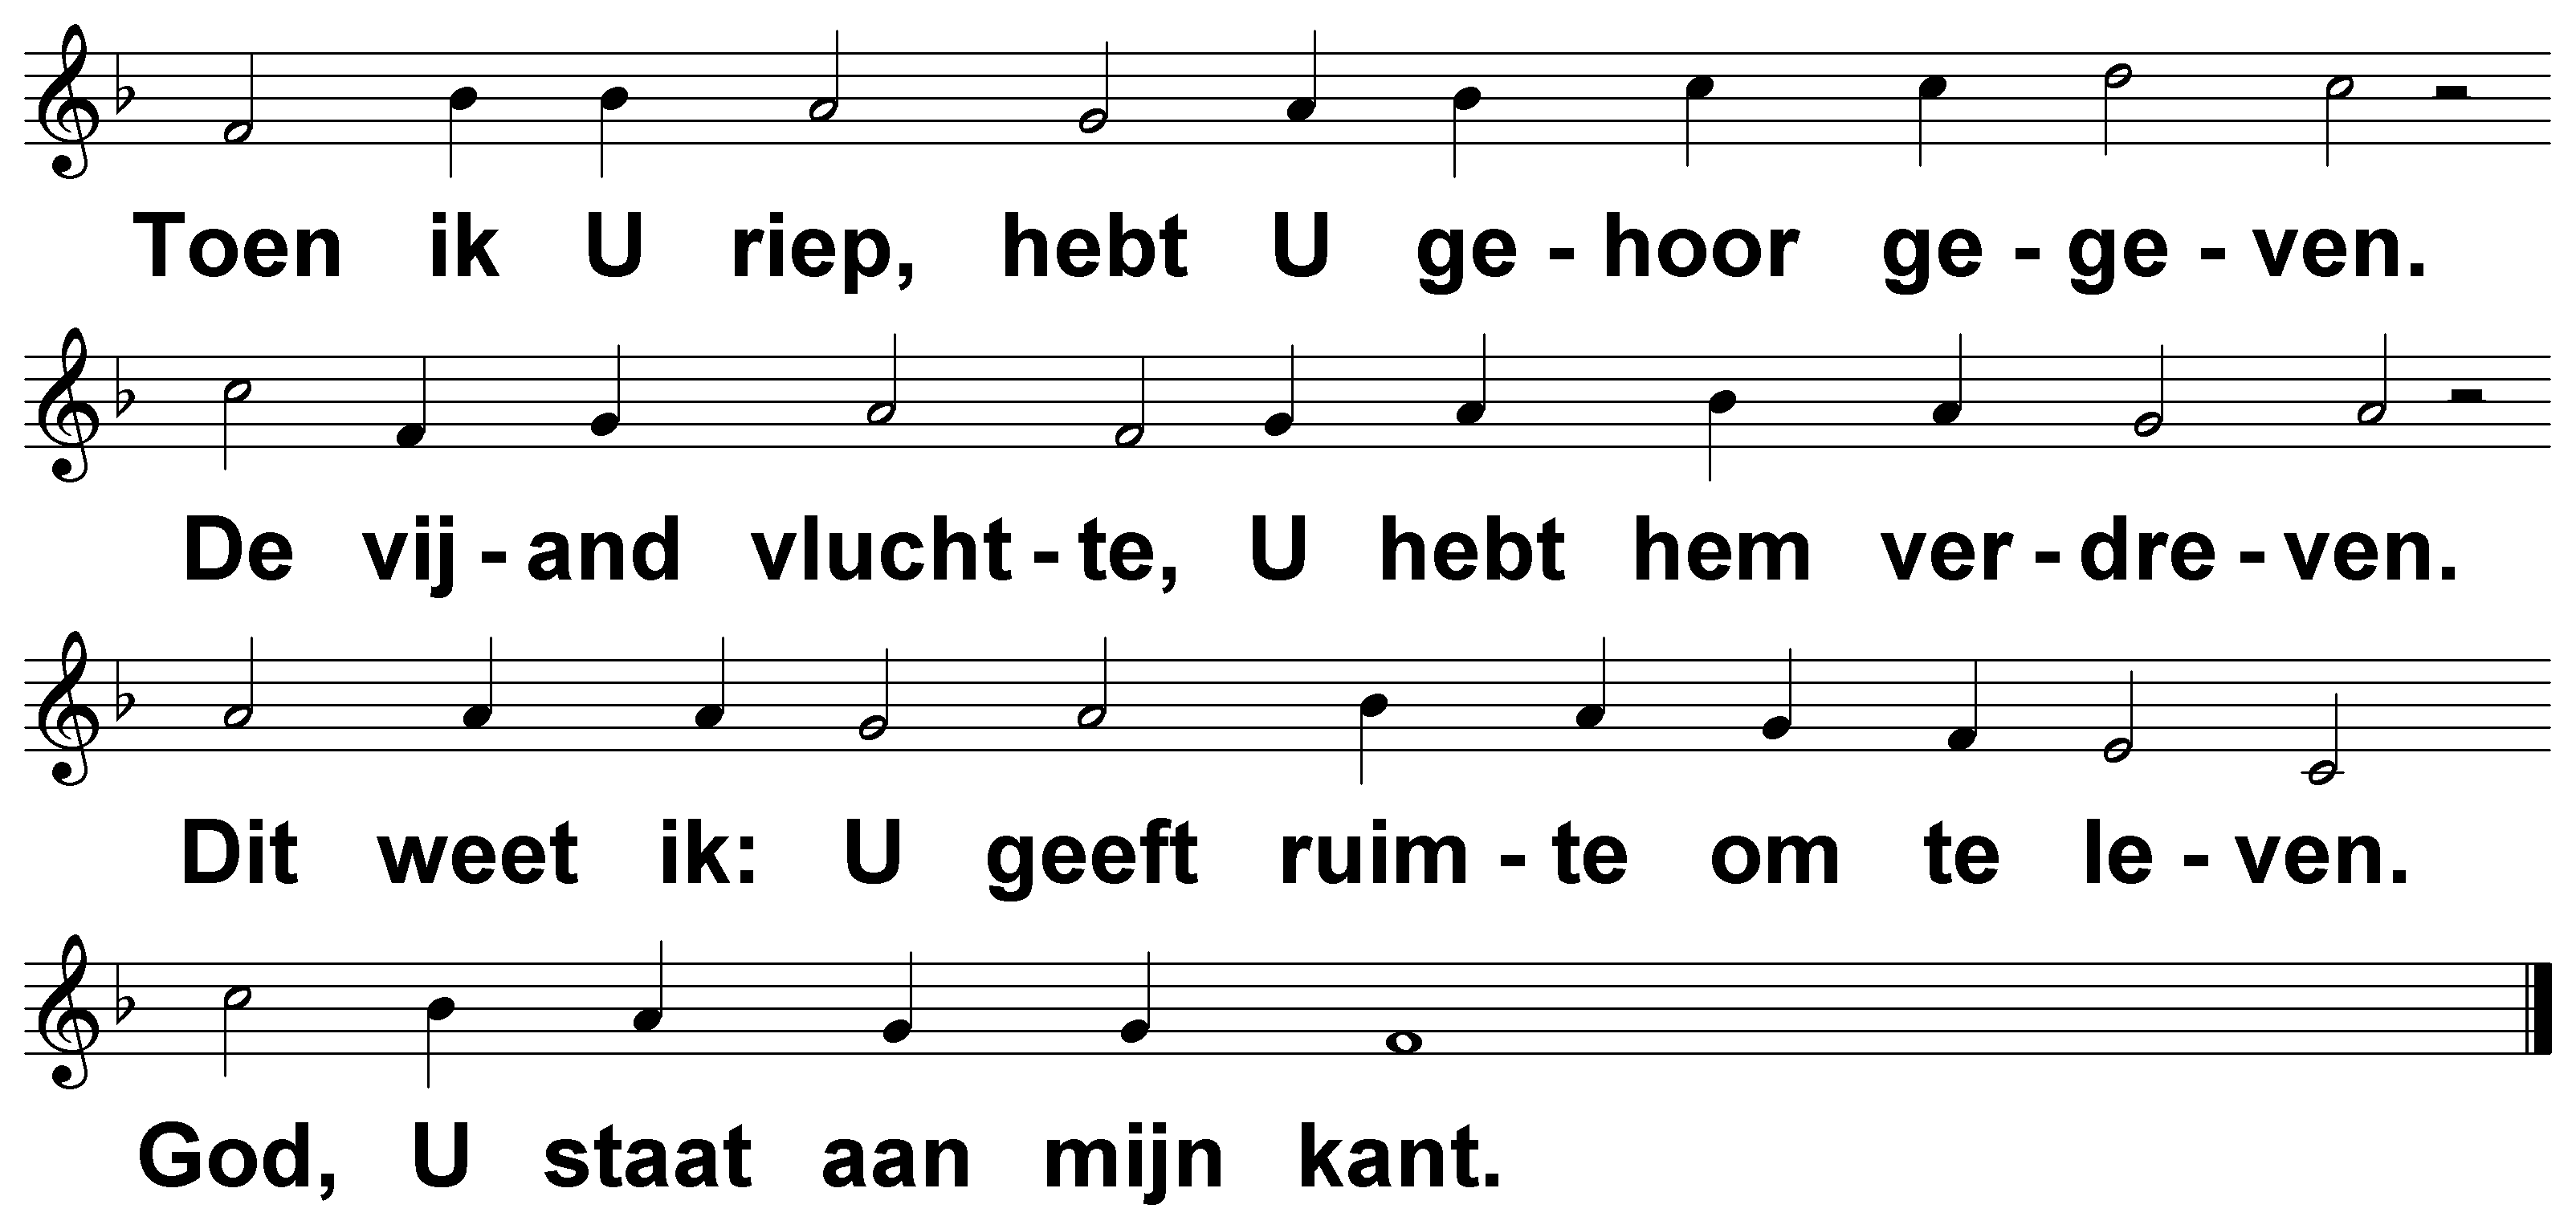 Toen ik U riep, hebt U ge - hoor ge - ge - ven.
De vij - and vlucht - te, U hebt hem ver - dre - ven.
Dit weet ik: U geeft ruim - te om te le - ven.
God, U staat aan mijn kant.